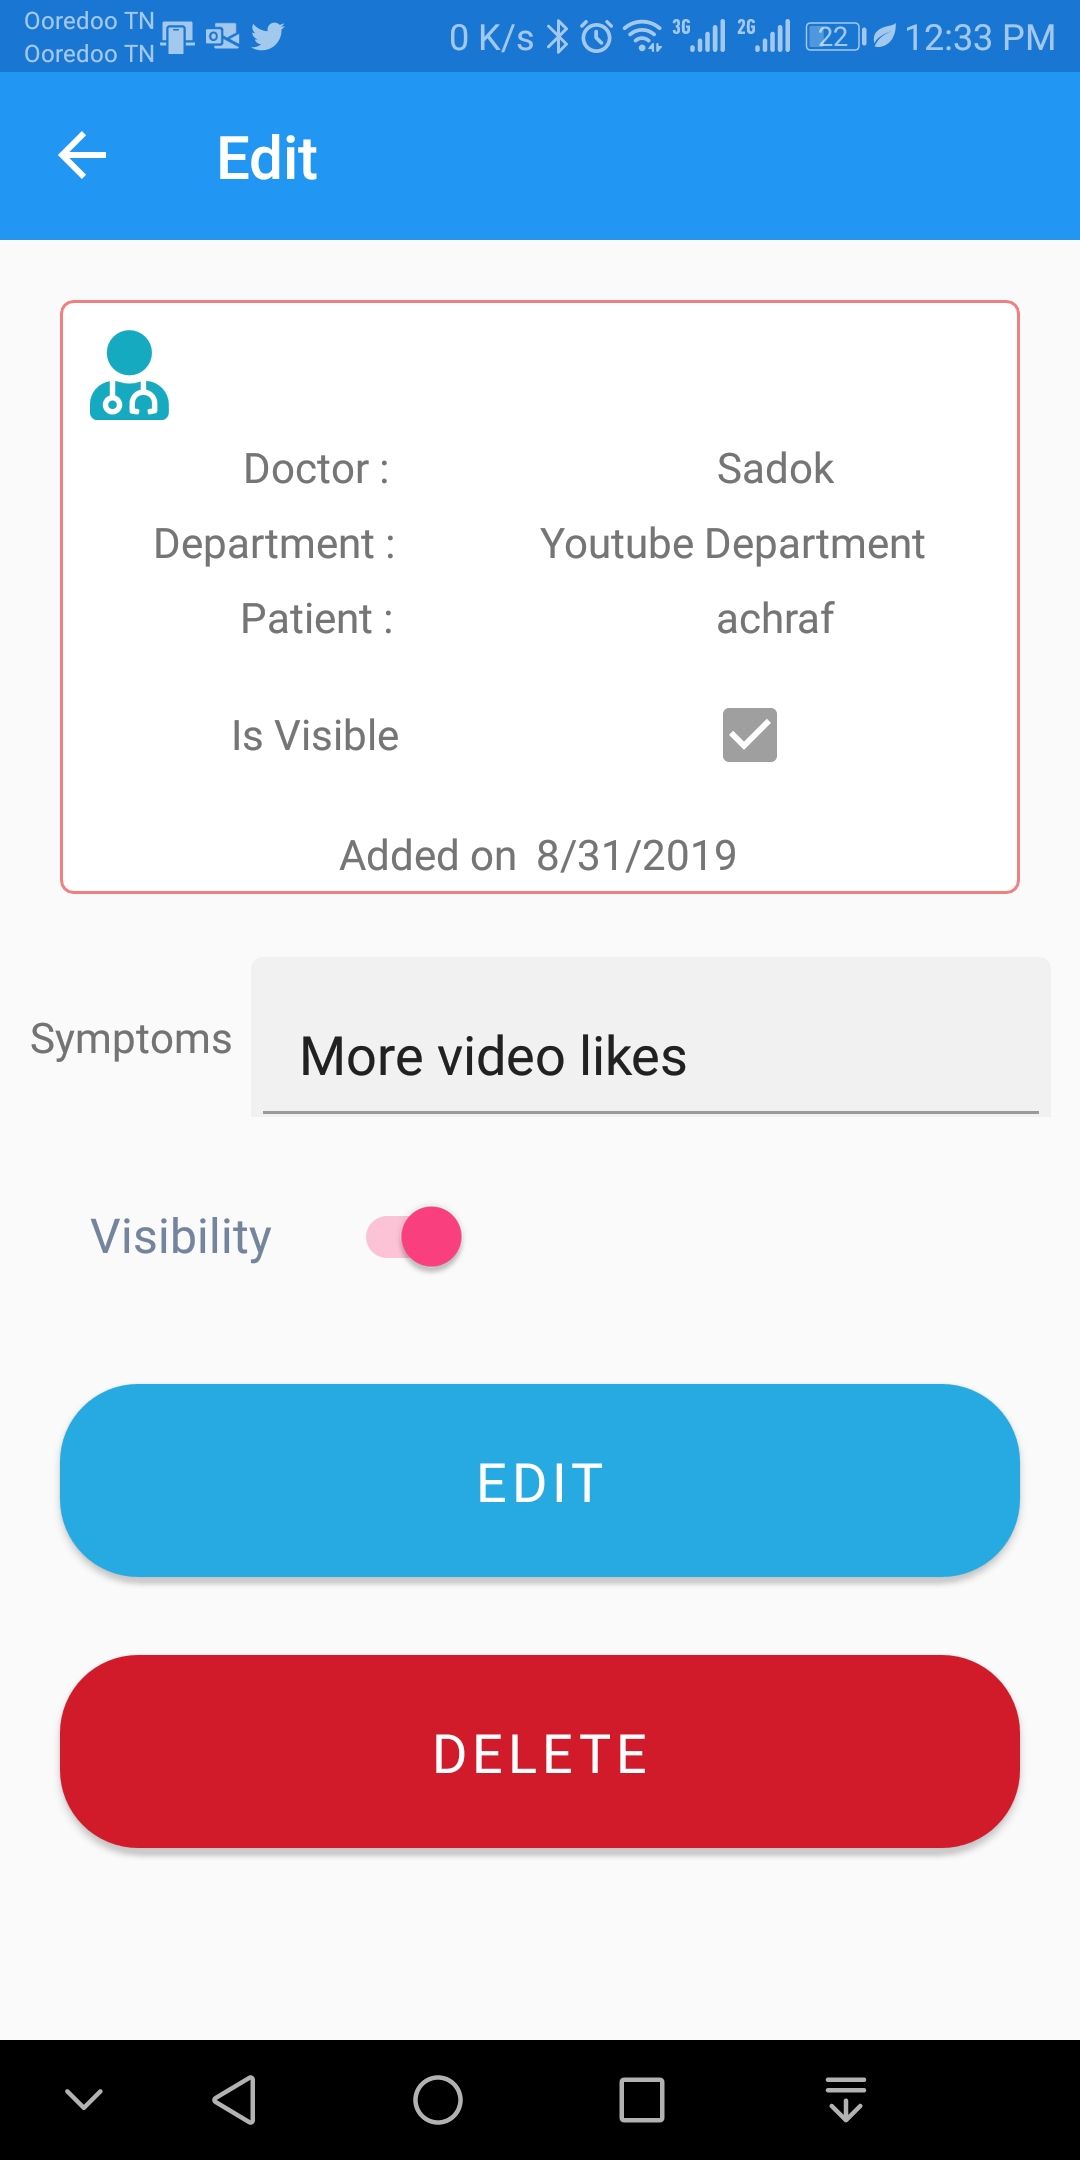 Ooredoo TN
Ooredoo TN
0 K/s 3G 2G 22 12:33 PM
Edit
Doctor : Sadok
Department : Youtube Department
Patient : achraf
Is Visible
Added on 8/31/2019
Symptoms More video likes
Visibility
EDIT
DELETE